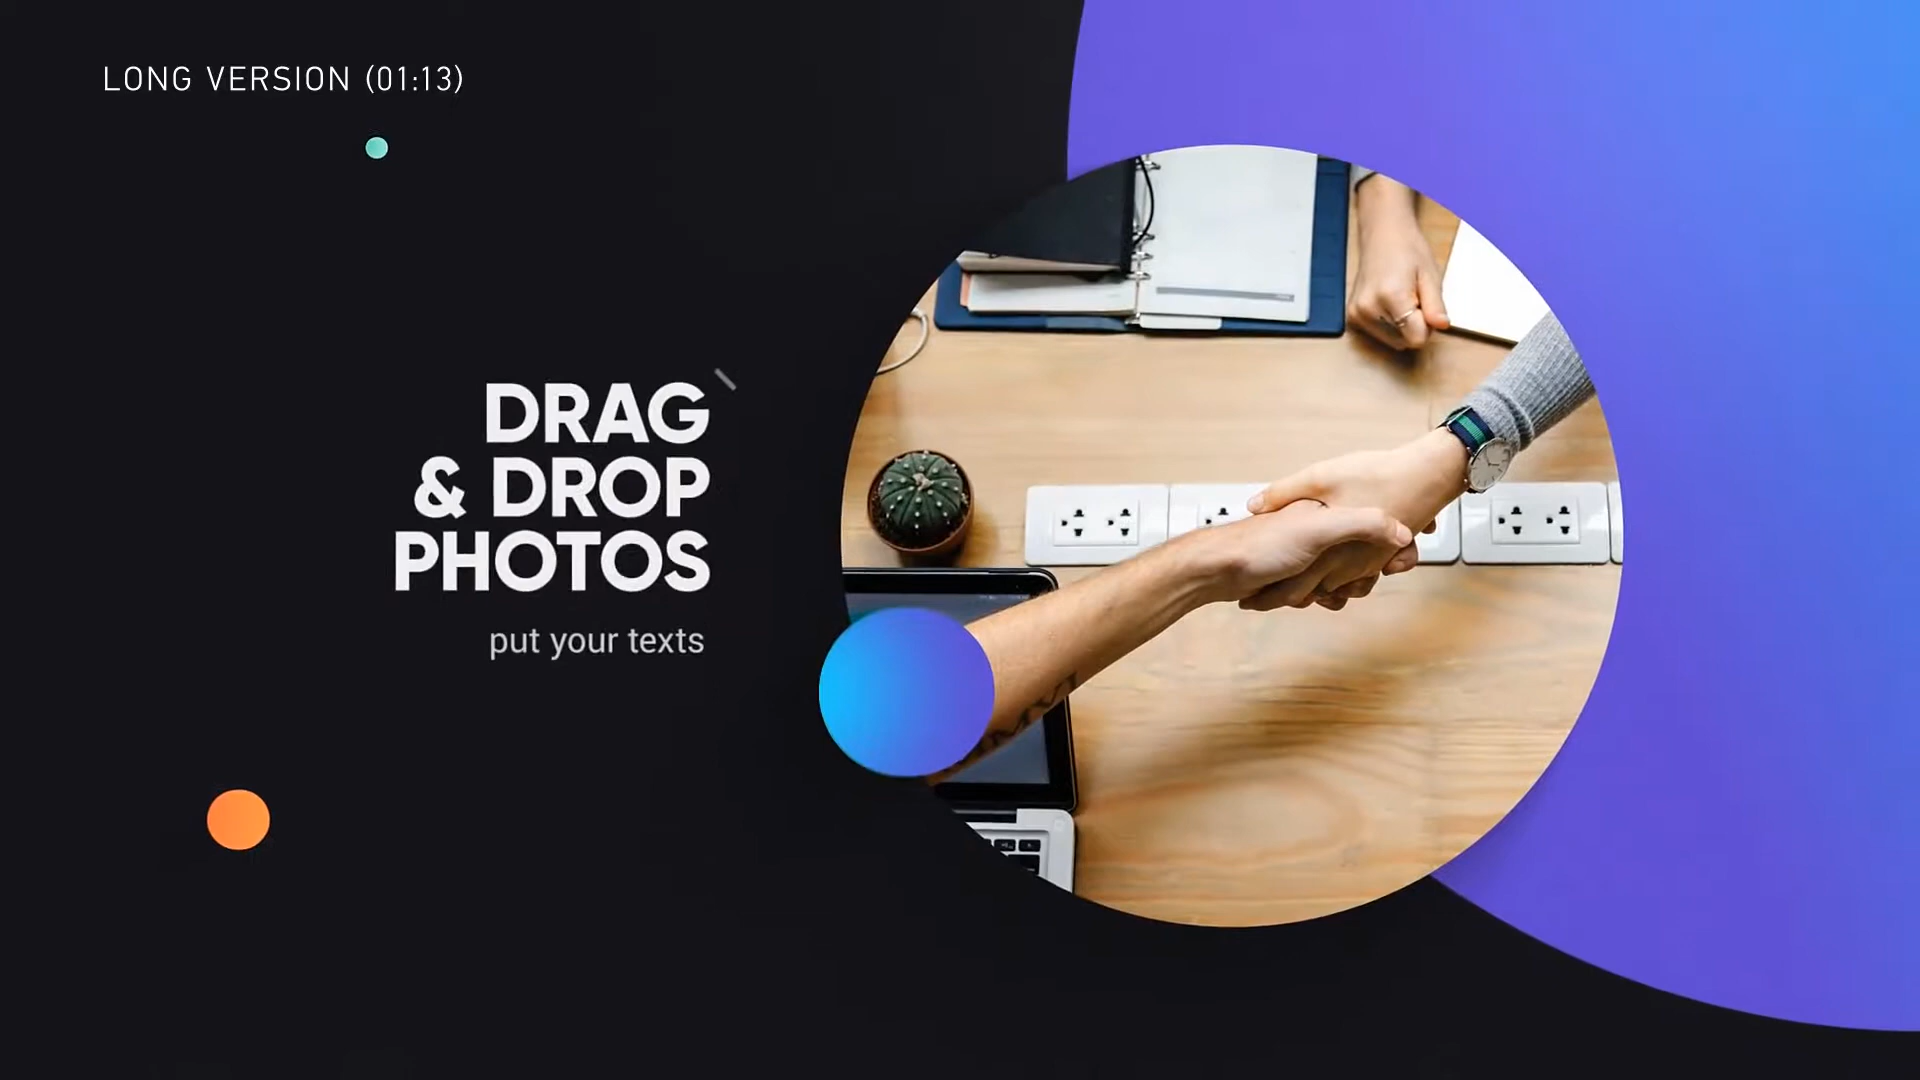 LONG VERSION (01:13)
DRAG
& DROP
PHOTOS
put your texts